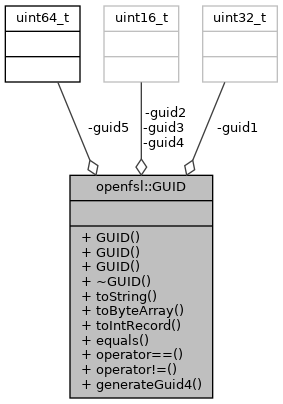 uint64_t
uint16_t
uint32_t
-guid5
-guid2
-guid3
-guid4
-guid1
openfsl::GUID
+ GUID()
+ GUID()
+ GUID()
+ ~GUID()
+ toString()
+ toByteArray()
+ toIntRecord()
+ equals()
+ operator==()
+ operator!=()
+ generateGuid4()